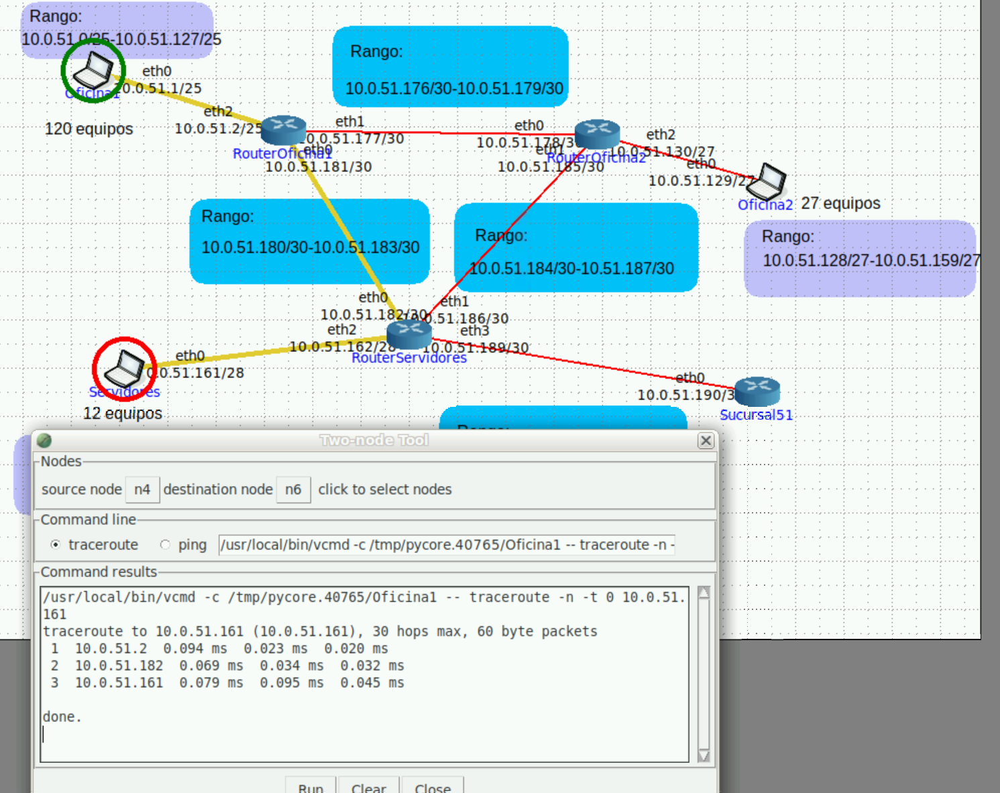 Rango:
10.0.51.0/25-10.0.51.127/25
Rango:
10.0.51.176/30-10.0.51.179/30
eth0
10.0.51.1/25
Oficina1
120 equipos
eth2
10.0.51.2/25
eth1
10.0.51.177/30
RouterOficina1
eth0
10.0.51.181/30
eth0
10.0.51.178/30
eth1
RouterOficina2
10.0.51.185/30
eth2
10.0.51.130/27
eth0
10.0.51.129/27
Oficina2
27 equipos
Rango:
10.0.51.180/30-10.0.51.183/30
Rango:
10.0.51.184/30-10.51.187/30
Rango:
10.0.51.128/27-10.0.51.159/27
eth0
10.0.51.182/30
eth1
10.0.51.186/30
eth2
10.0.51.162/28
eth3
10.0.51.189/30
RouterServidores
eth0
0.0.51.161/28
Servidores
12 equipos
eth0
10.0.51.190/3
Sucursal51
Rango:
Two-node Tool
Nodes
source node n4 destination node n6 click to select nodes
Command line
traceroute ping /usr/local/bin/vcmd -c /tmp/pycore.40765/Oficina1 -- traceroute -n -
Command results
/usr/local/bin/vcmd -c /tmp/pycore.40765/Oficina1 -- traceroute -n -t 0 10.0.51.
161
traceroute to 10.0.51.161 (10.0.51.161), 30 hops max, 60 byte packets
1 10.0.51.2 0.094 ms 0.023 ms 0.020 ms
2 10.0.51.182 0.069 ms 0.034 ms 0.032 ms
3 10.0.51.161 0.079 ms 0.095 ms 0.045 ms
done.
Run Clear Close